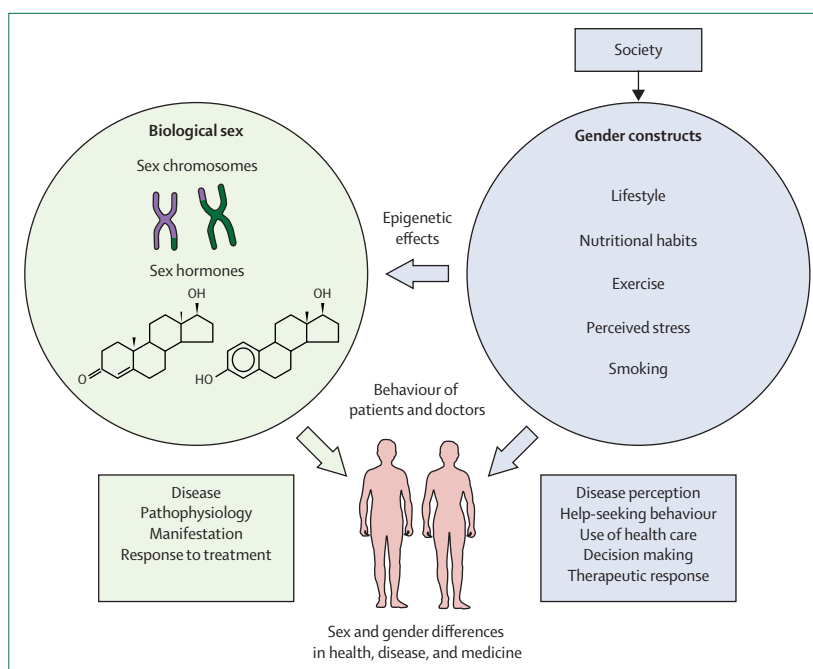 Society
Biological sex
Sex chromosomes
Sex hormones
OH
O
OH
HO
Epigenetic
effects
Gender constructs
Lifestyle
Nutritional habits
Exercise
Perceived stress
Smoking
Behaviour of
patients and doctors
Disease
Pathophysiology
Manifestation
Response to treatment
Disease perception
Help-seeking behaviour
Use of health care
Decision making
Therapeutic response
Sex and gender differences
in health, disease, and medicine